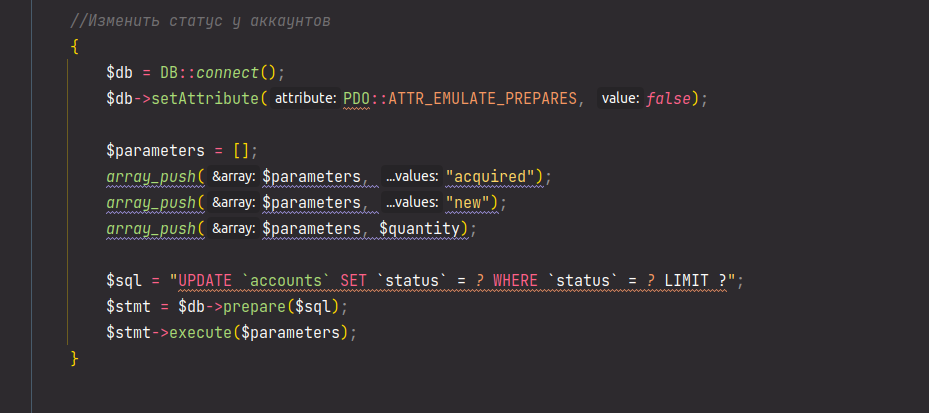 //Изменить статус у аккаунтов
{
$db = DB::connect();
$db->setAttribute( attribute: PDO::ATTR_EMULATE_PREPARES, value: false);
$parameters = [];
array_push( &array: $parameters, ...values: "acquired");
array_push( &array: $parameters, ...values: "new");
array_push( &array: $parameters, $quantity);
$sql = "UPDATE `accounts` SET `status` = ? WHERE `status` = ? LIMIT ?";
$stmt = $db->prepare($sql);
$stmt->execute($parameters);
}